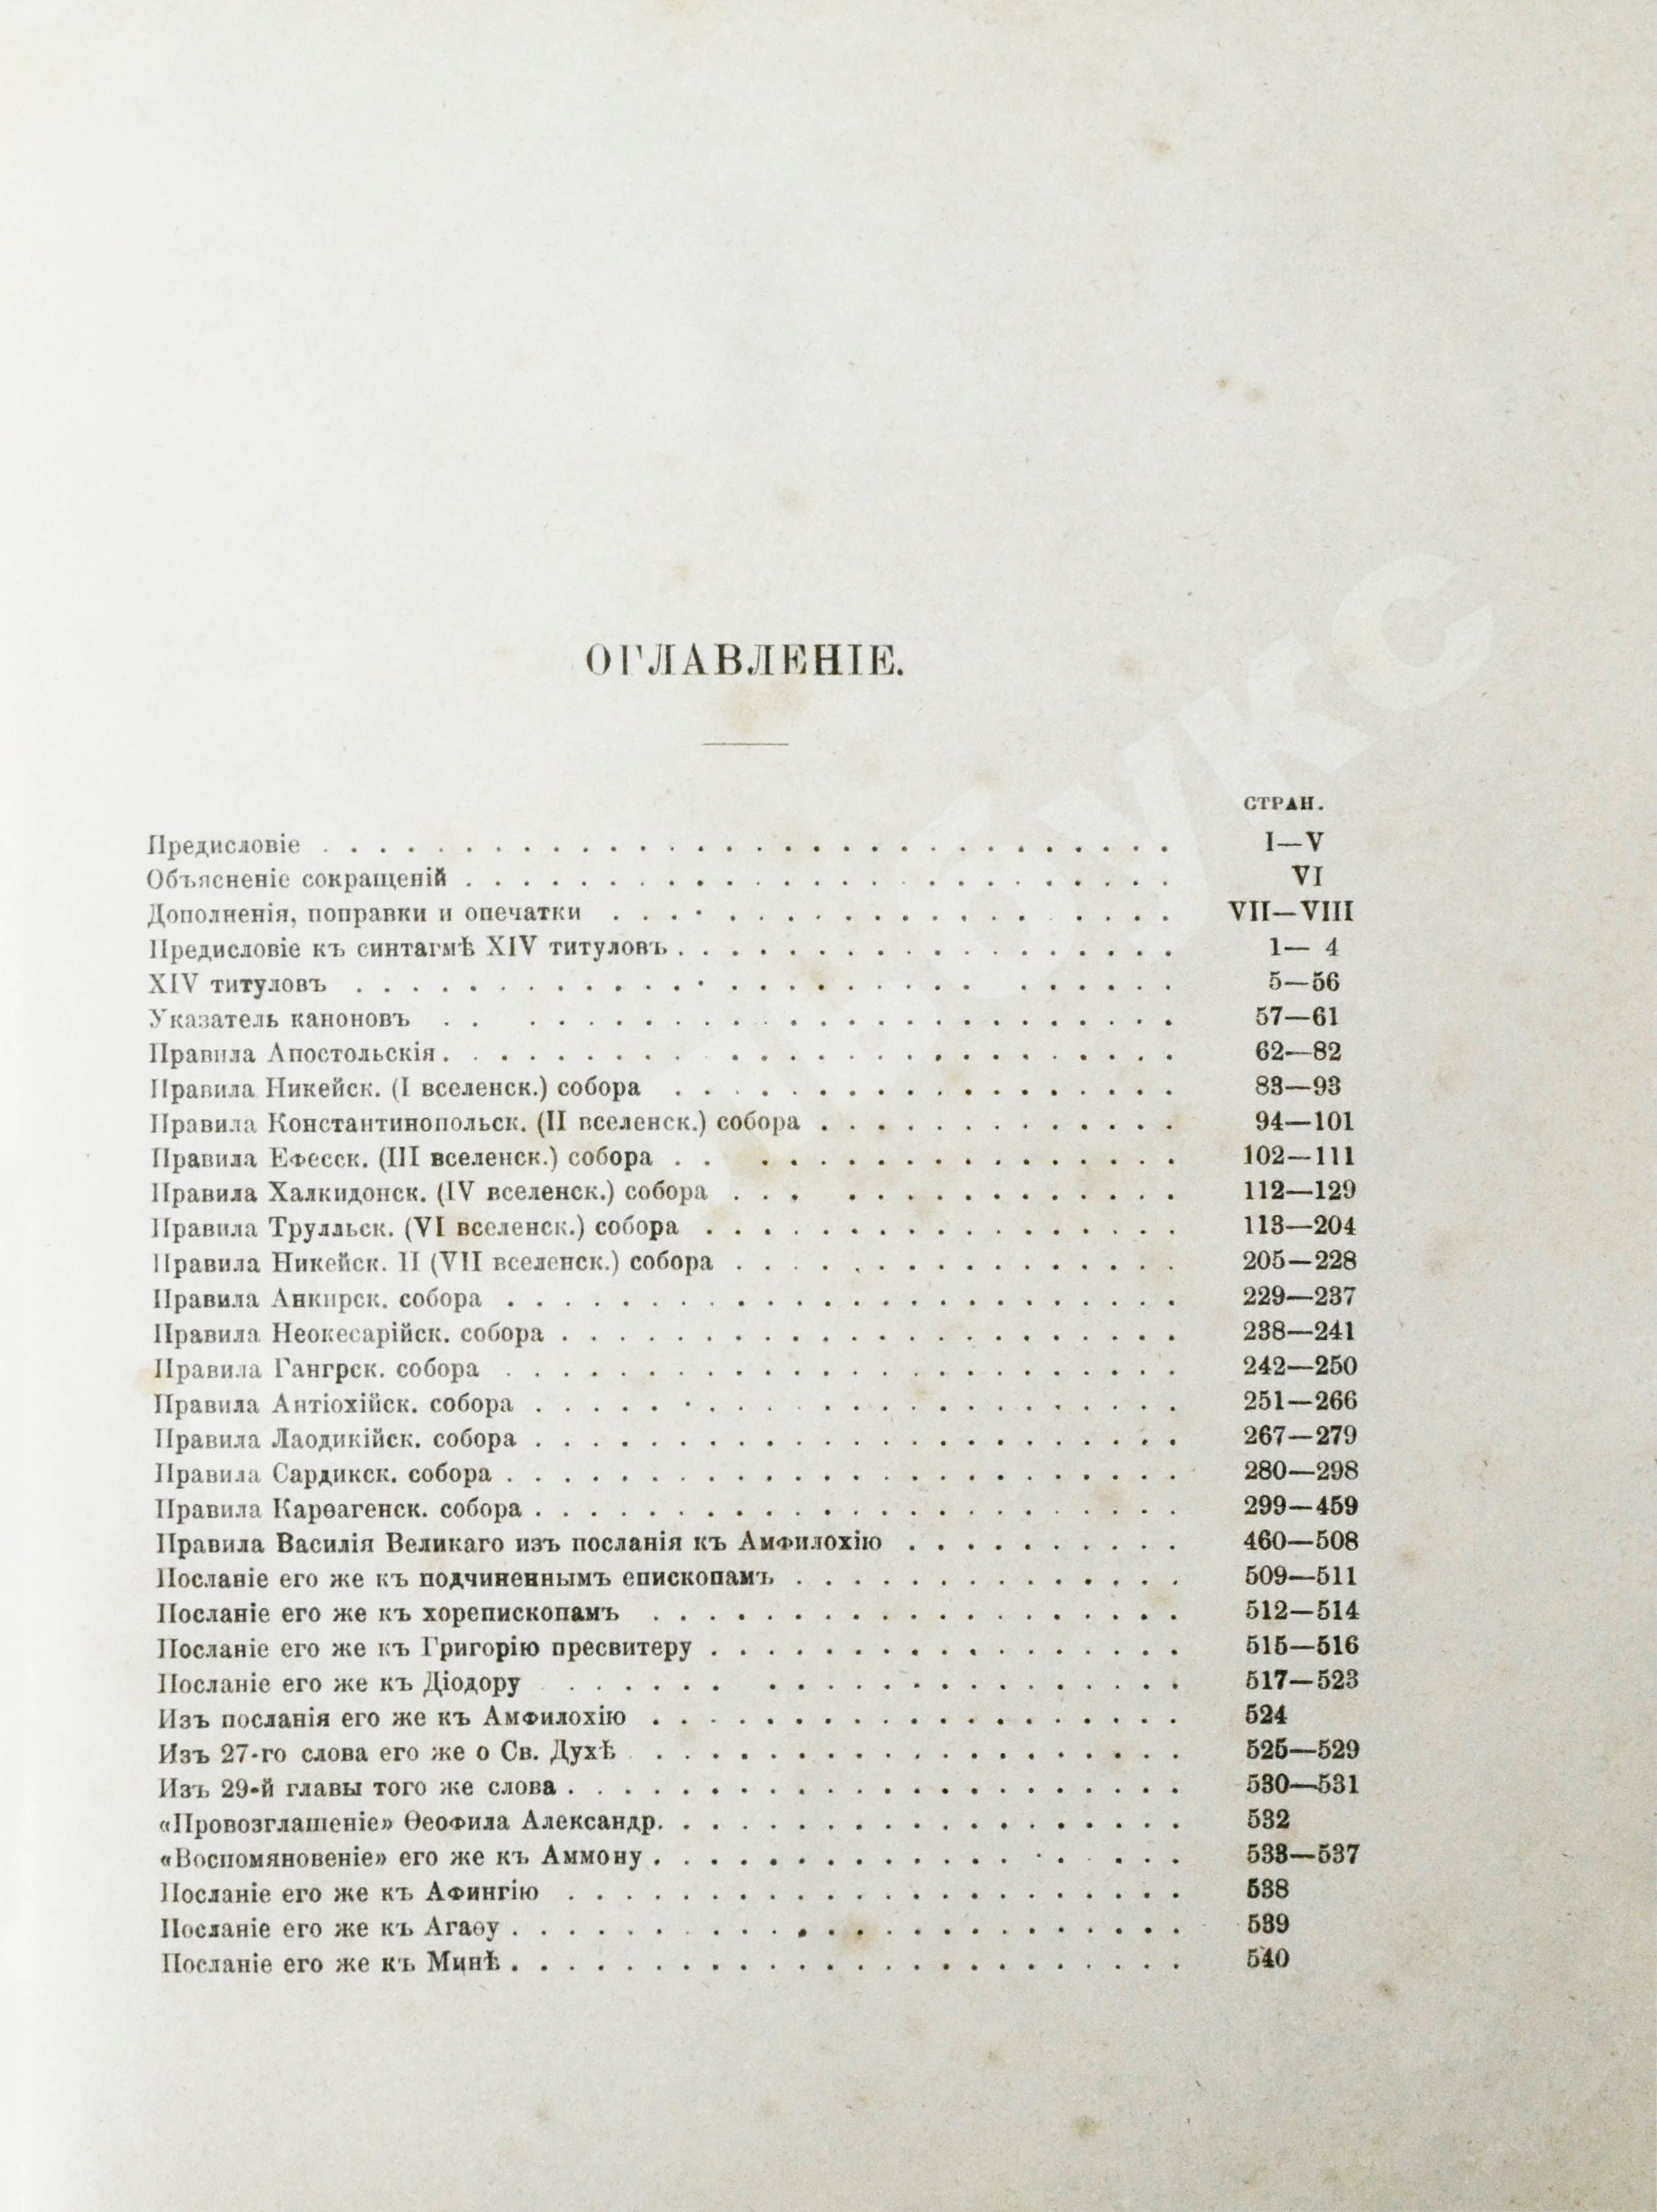 ОГЛАВЛЕНІЕ.
СТРАН.
Предисловіе . . . . . . . . . . . . . . . . . . . . . . . . . . . . . . I—V
Объясненіе сокращеній . . . . . . . . . . . . . . . . . . . . . . . . . VI
Дополненія, поправки и опечатки . . . . . . . . . . . . . . . . . . . . VII—VIII
Предисловіе къ синтагмѣ XIV титуловъ . . . . . . . . . . . . . . . . . . 1— 4
XIV титуловъ . . . . . . . . . . . . . . . . . . . . . . . . . . . . 5—56
Указатель каноновъ . . . . . . . . . . . . . . . . . . . . . . . . . 57—61
Правила Апостольскія . . . . . . . . . . . . . . . . . . . . . . . . . 62—82
Правила Никейск. (I вселенск.) собора . . . . . . . . . . . . . . . . . . 83—93
Правила Константинопольск. (II вселенск.) собора . . . . . . . . . . . . . 94—101
Правила Ефесск. (III вселенск.) собора . . . . . . . . . . . . . . . . . 102—111
Правила Халкидонск. (IV вселенск.) собора . . . . . . . . . . . . . . . 112—129
Правила Трулльск. (VI вселенск.) собора . . . . . . . . . . . . . . . . . 113—204
Правила Никейск. II (VII вселенск.) собора . . . . . . . . . . . . . . . . 205—228
Правила Анкирск. собора . . . . . . . . . . . . . . . . . . . . . . . . 229—237
Правила Неокесарійск. собора . . . . . . . . . . . . . . . . . . . . . . 238—241
Правила Гангрск. собора . . . . . . . . . . . . . . . . . . . . . . . . 242—250
Правила Антіохійск. собора . . . . . . . . . . . . . . . . . . . . . . . 251—266
Правила Лаодикійск. собора . . . . . . . . . . . . . . . . . . . . . . . 267—279
Правила Сардикск. собора . . . . . . . . . . . . . . . . . . . . . . . . 280—298
Правила Карѳагенск. собора . . . . . . . . . . . . . . . . . . . . . . . 299—459
Правила Василія Великаго изъ посланія къ Амфилохію . . . . . . . . . . 460—508
Посланіе его же къ подчиненнымъ епископамъ . . . . . . . . . . . . . . 509—511
Посланіе его же къ хорепископамъ . . . . . . . . . . . . . . . . . . . 512—514
Посланіе его же къ Григорію пресвитеру . . . . . . . . . . . . . . . . . 515—516
Посланіе его же къ Діодору . . . . . . . . . . . . . . . . . . . . . 517—523
Изъ посланія его же къ Амфилохію . . . . . . . . . . . . . . . . . . . 524
Изъ 27-го слова его же о Св. Духѣ . . . . . . . . . . . . . . . . . . . 525—529
Изъ 29-й главы того же слова . . . . . . . . . . . . . . . . . . . . . . 530—531
«Провозглашеніе» Ѳеофила Александр. . . . . . . . . . . . . . . . . . . 532
«Воспомяновеніе» его же къ Аммону . . . . . . . . . . . . . . . . . . 533—537
Посланіе его же къ Афингію . . . . . . . . . . . . . . . . . . . . . . 538
Посланіе его же къ Агаѳу . . . . . . . . . . . . . . . . . . . . . . . 539
Посланіе его же къ Минѣ . . . . . . . . . . . . . . . . . . . . . . . . 540